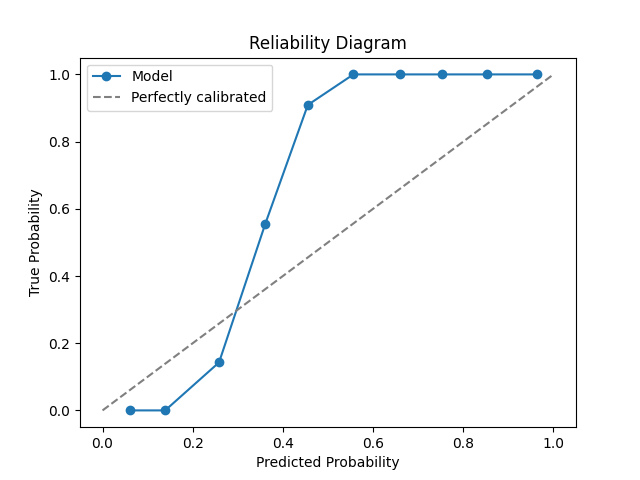 Reliability Diagram
Model
Perfectly calibrated
1.0
0.8
0.6
0.4
0.2
0.0
True Probability
0.0 0.2 0.4 0.6 0.8 1.0
Predicted Probability